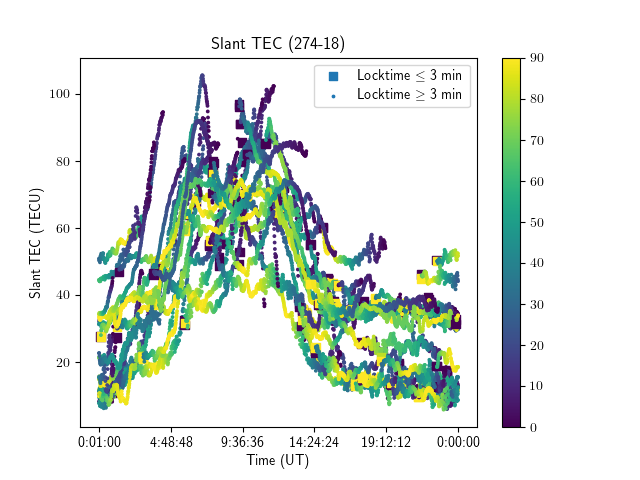 Slant TEC (274-18)
Locktime ≤ 3 min
Locktime ≥ 3 min
Slant TEC (TECU)
100
80
60
40
20
0:01:00 4:48:48 9:36:36 14:24:24 19:12:12 0:00:00
Time (UT)
90
80
70
60
50
40
30
20
10
0